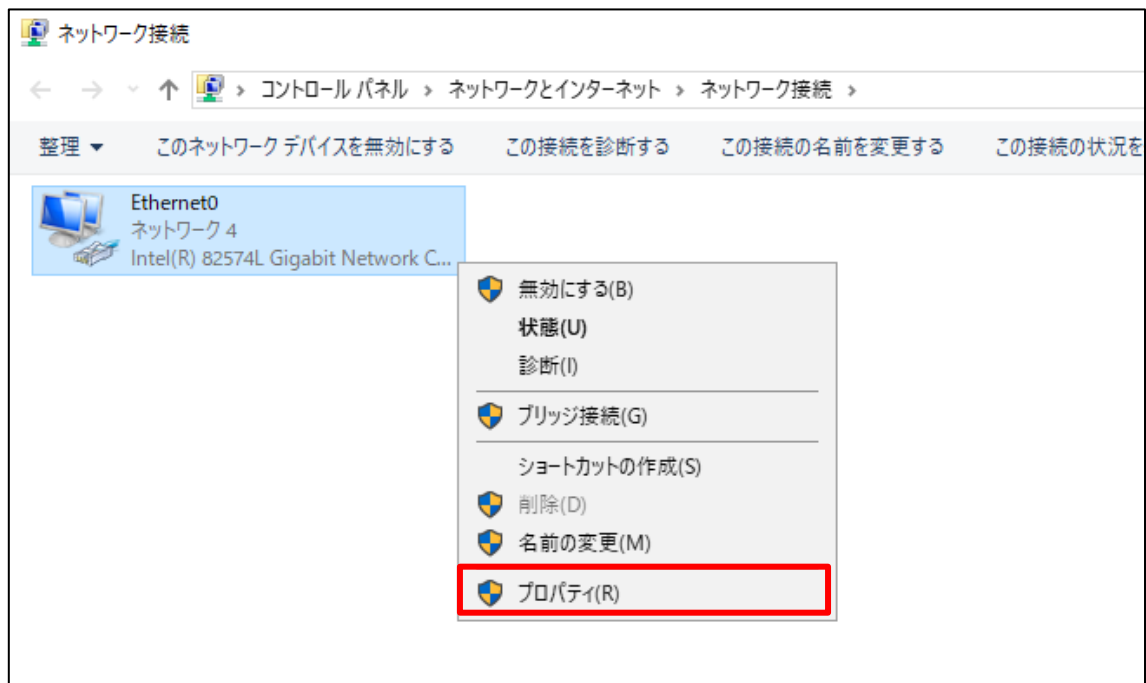 ネットワーク接続
コントロール パネル › ネットワークとインターネット › ネットワーク接続 ›
整理 このネットワーク デバイスを無効にする この接続を診断する この接続の名前を変更する この接続の状況を
Ethernet0
ネットワーク 4
Intel(R) 82574L Gigabit Network C...
無効にする(B)
状態(U)
診断(I)
ブリッジ接続(G)
ショートカットの作成(S)
削除(D)
名前の変更(M)
プロパティ(R)